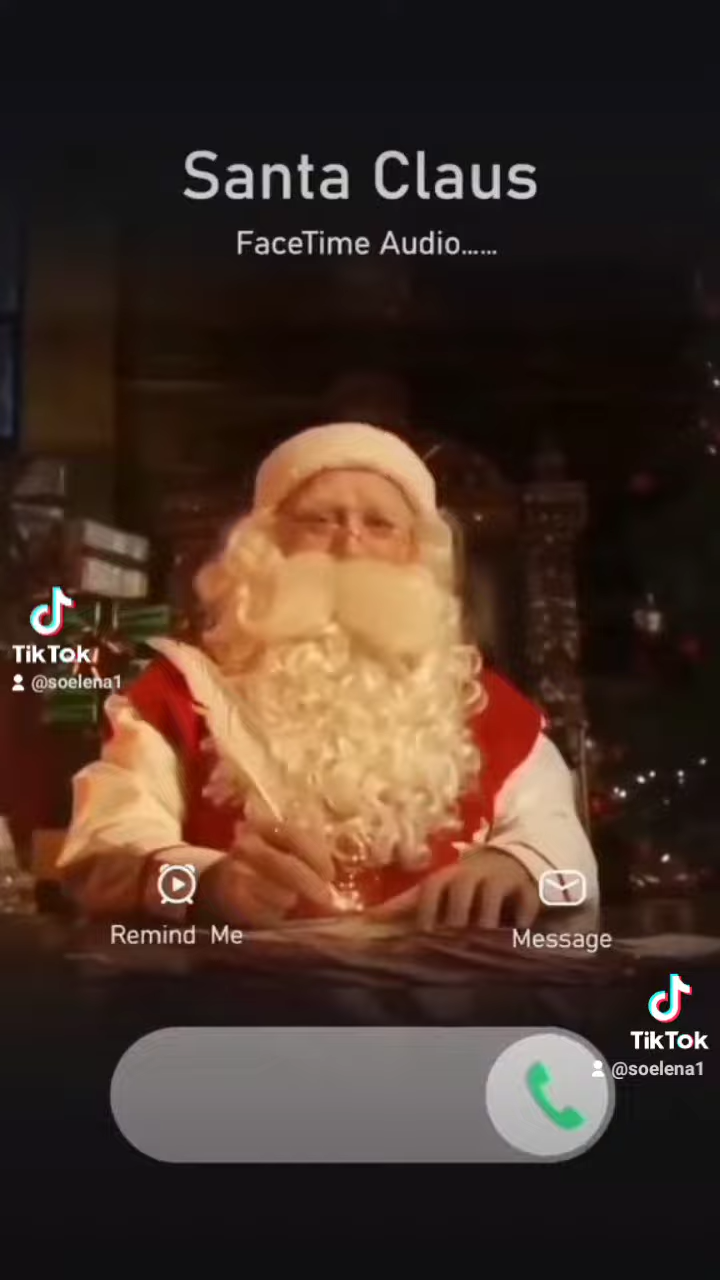 Santa Claus
FaceTime Audio......
TikTok
@soelena1
Remind Me
Message
TikTok
@soelena1